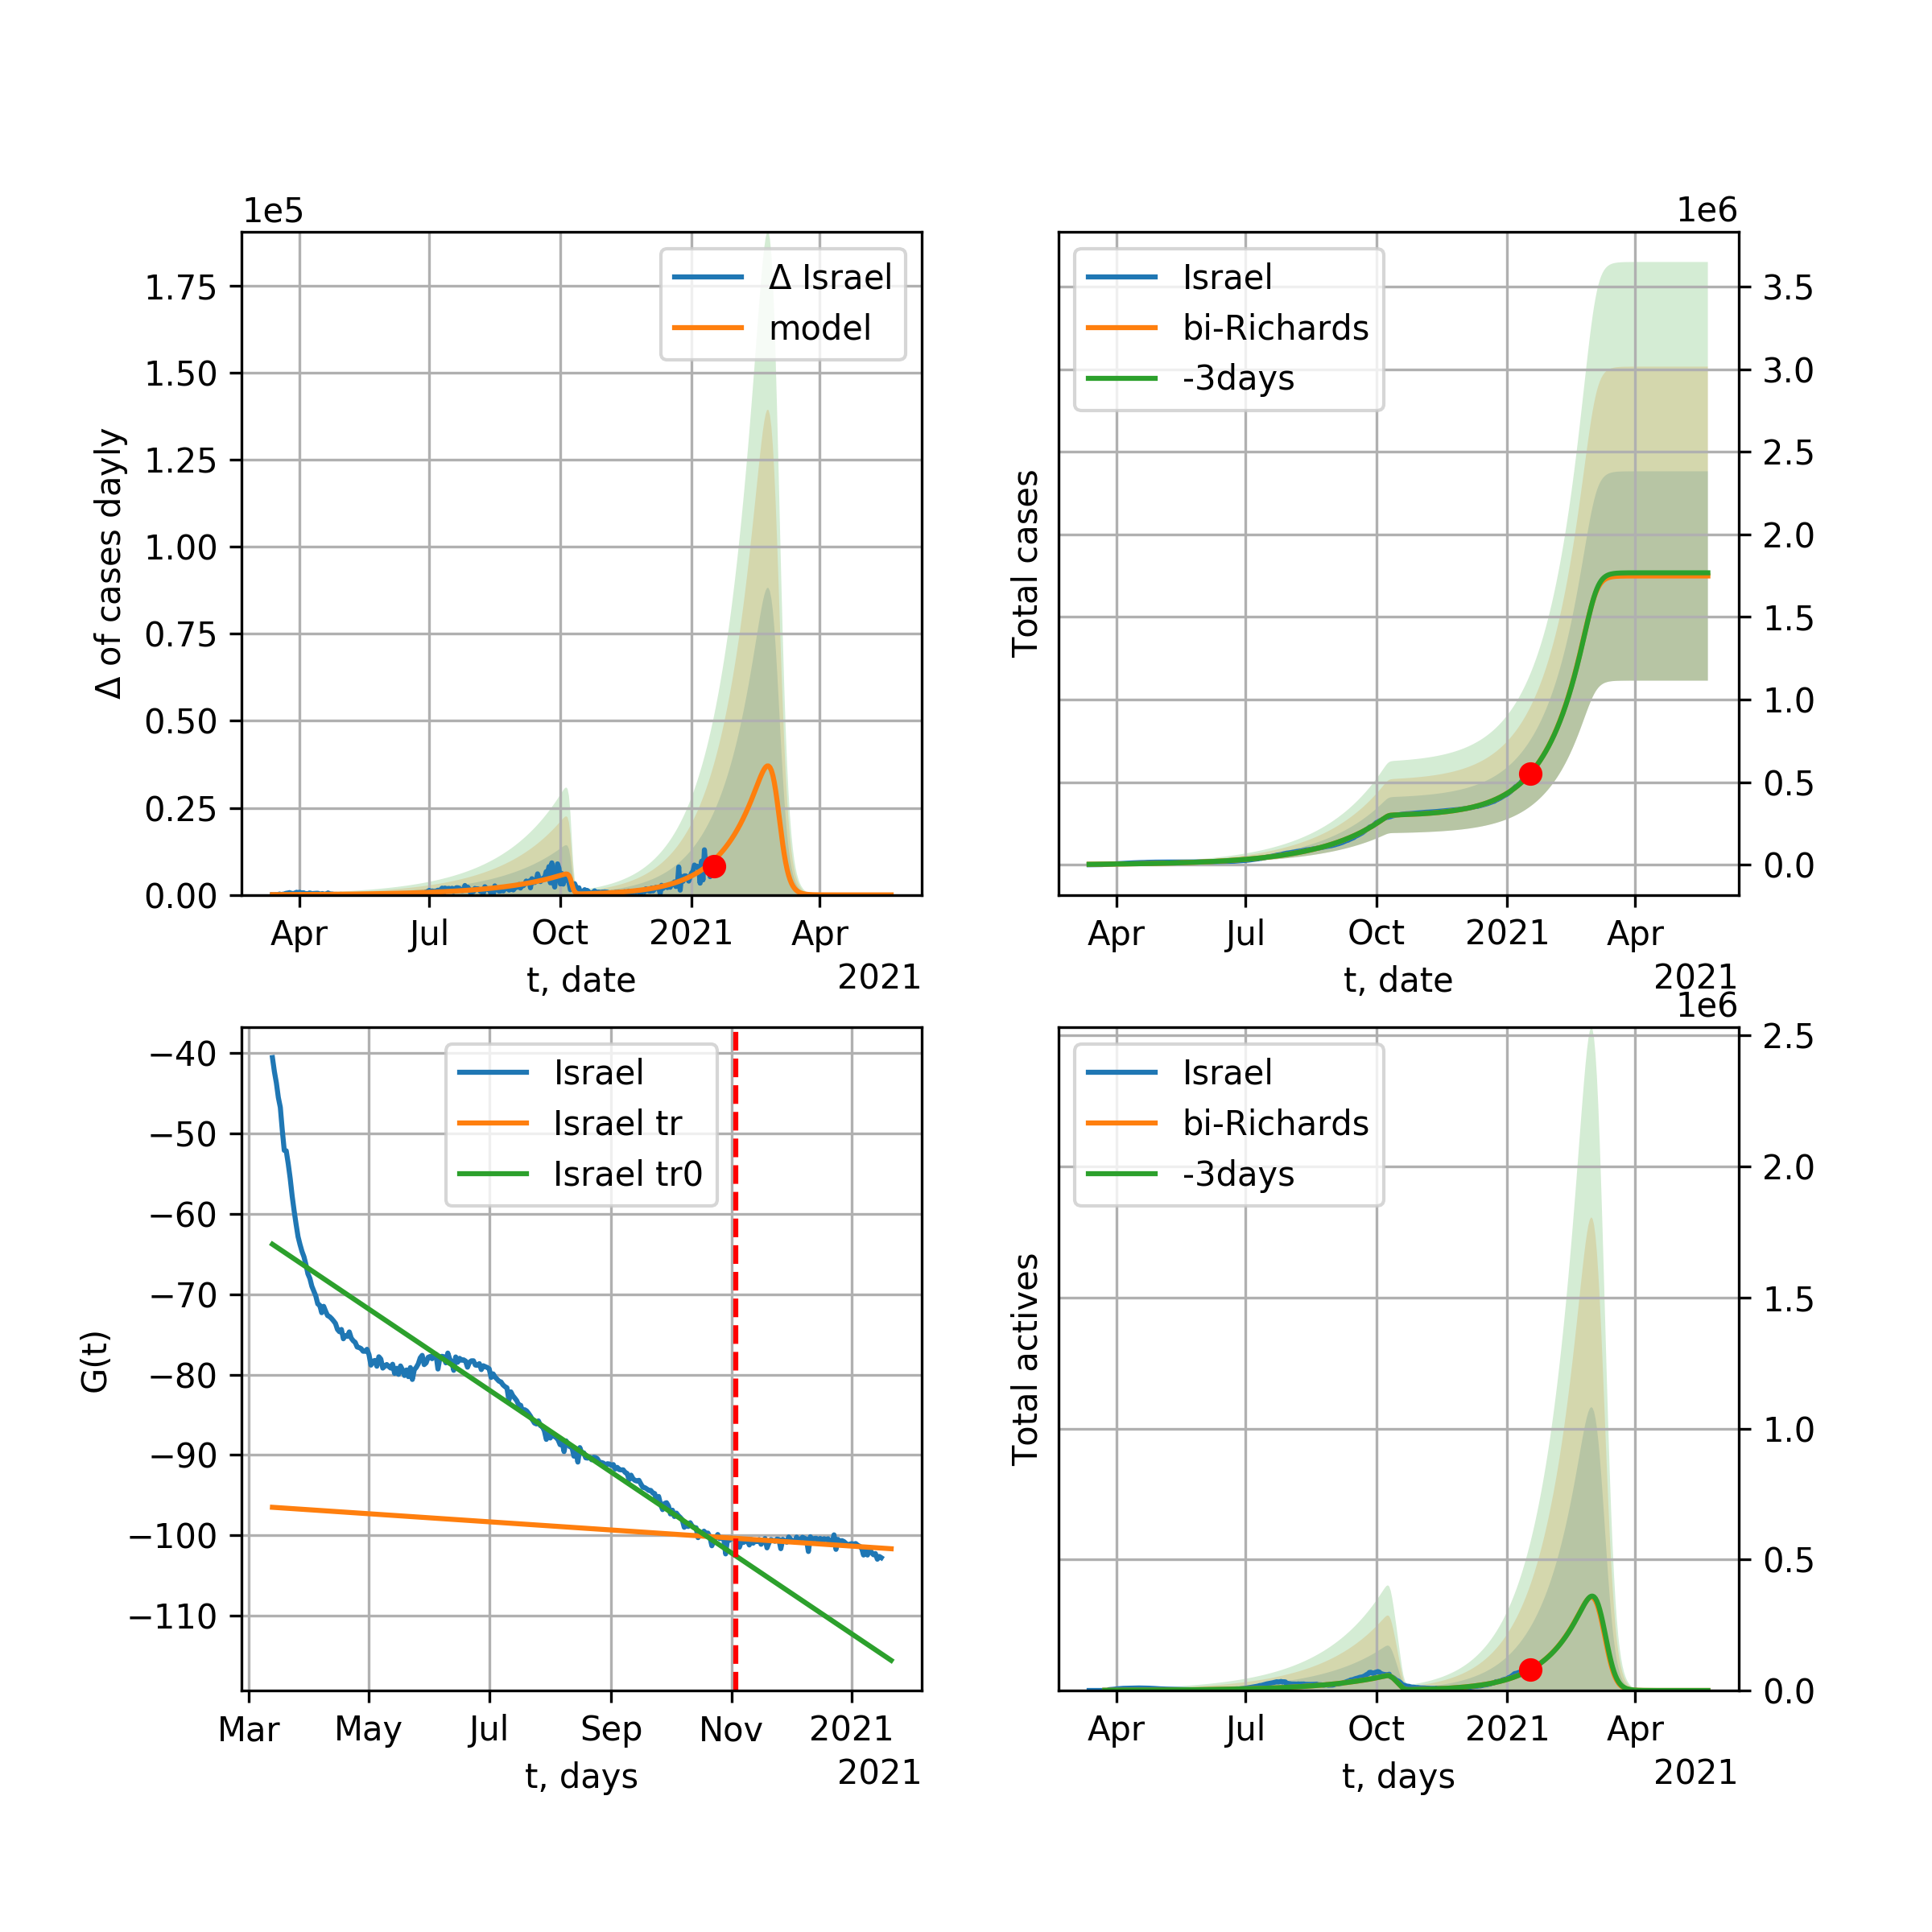 1e5
Δ of cases dayly
1.75
1.50
1.25
1.00
0.75
0.50
0.25
0.00
Δ Israel
model
Apr
Jul
Oct
2021
Apr
t, date
2021
1e6
Total cases
Israel
bi-Richards
-3days
3.5
3.0
2.5
2.0
1.5
1.0
0.5
0.0
Apr
Jul
Oct
2021
Apr
t, date
2021
G(t)
−40
−50
−60
−70
−80
−90
−100
−110
Israel
Israel tr
Israel tr0
Mar
May
Jul
Sep
Nov
2021
t, days
2021
1e6
Total actives
Israel
bi-Richards
-3days
2.5
2.0
1.5
1.0
0.5
0.0
Apr
Jul
Oct
2021
Apr
t, days
2021